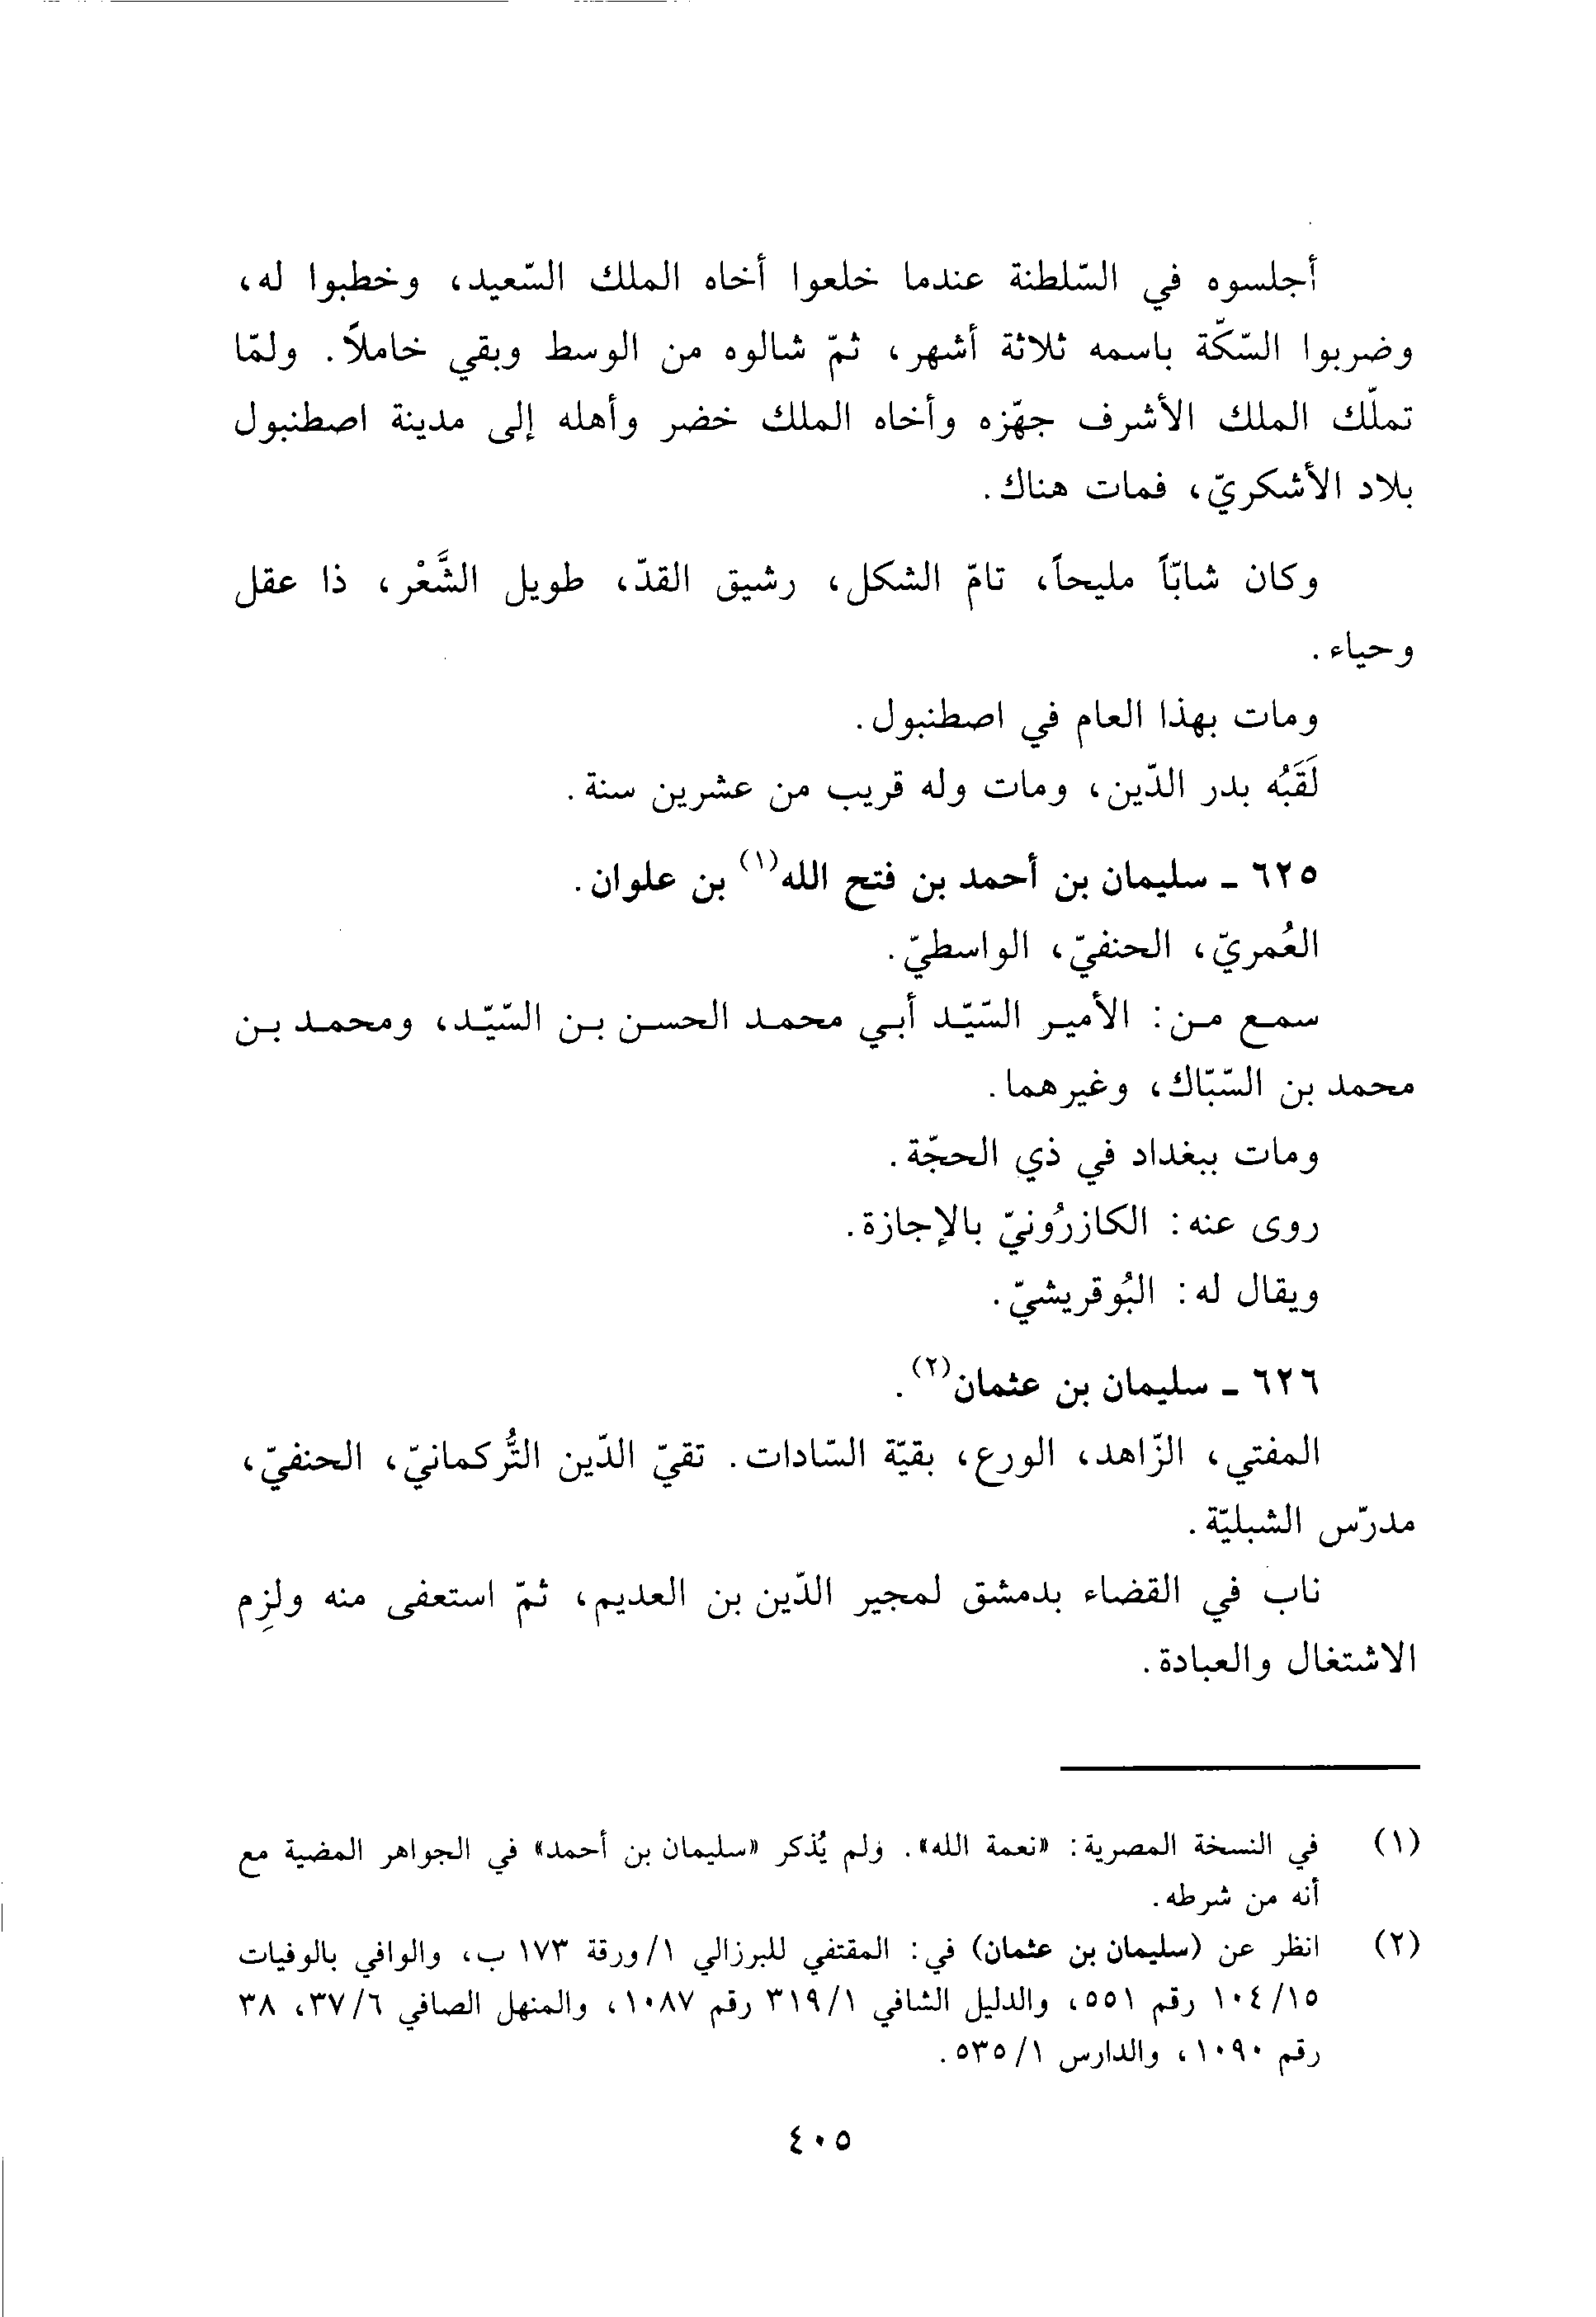 أجلسوه في السّلطنة عندما خلعوا أخاه الملك السّعيد، وخطبوا له،
وضربوا السّكّة باسمه ثلاثة أشهر، ثمّ شالوه من الوسط وبقي خاملاً. ولمّا
تملّك الملك الأشرف جهّزه وأخاه الملك خضر وأهله إلى مدينة اصطنبول
بلاد الأشكريّ، فمات هناك.
وكان شابّاً مليحاً، تامّ الشكل، رشيق القدّ، طويل الشَّعْر، ذا عقل
وحياء.
ومات بهذا العام في اصطنبول.
لَقَبُه بدر الدّين، ومات وله قريب من عشرين سنة.
٦٢٥ - سليمان بن أحمد بن فتح الله(١) بن علوان.
العُمريّ، الحنفيّ، الواسطيّ.
سمع من: الأمير السّيّد أبي محمد الحسن بن السّيّد، ومحمد بن
محمد بن السّبّاك، وغيرهما.
ومات ببغداد في ذي الحجّة.
روى عنه: الكازرُونيّ بالإجازة.
ويقال له: البُوقريشيّ.
٦٢٦ - سليمان بن عثمان(٢).
المفتي، الزّاهد، الورع، بقيّة السّادات. تقيّ الدّين التُّركمانيّ، الحنفيّ،
مدرّس الشبليّة.
ناب في القضاء بدمشق لمجير الدّين بن العديم، ثمّ استعفى منه ولزِم
الاشتغال والعبادة.
(١) في النسخة المصرية: «نعمة الله». ولم يُذكر «سليمان بن أحمد» في الجواهر المضية مع
أنه من شرطه.
(٢) انظر عن (سليمان بن عثمان) في: المقتفي للبرزالي ١/ورقة ١٧٣ ب، والوافي بالوفيات
١٥/١٠٤ رقم ٥٥١، والدليل الشافي ٣١٩/١ رقم ١٠٨٧، والمنهل الصافي ٦/٣٧، ٣٨
رقم ١٠٩٠، والدارس ٥٣٥/١.
٤٠٥